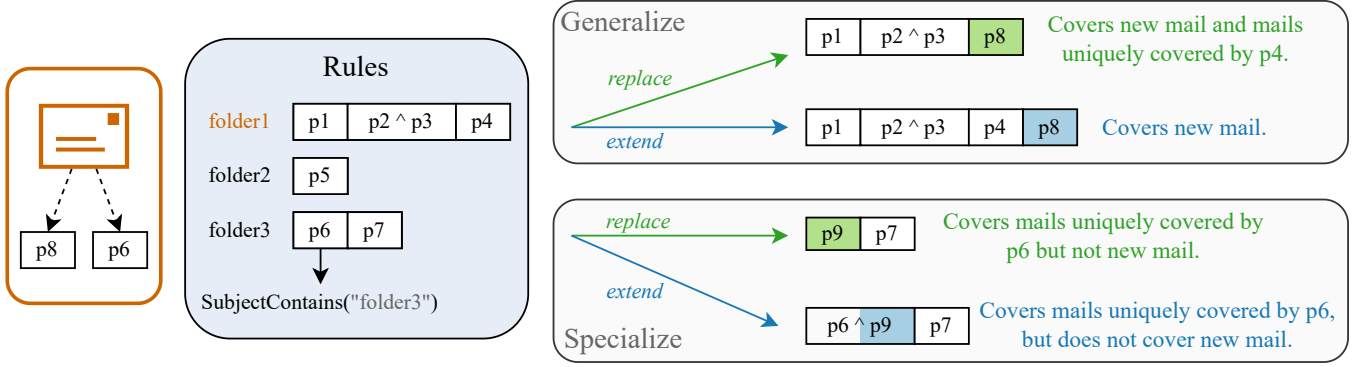 p8 p6
Rules
folder1 p1 p2 ^ p3 p4
folder2 p5
folder3 p6 p7
SubjectContains("folder3")
Generalize
replace
extend
p1 p2 ^ p3 p8
Covers new mail and mails
uniquely covered by p4.
p1 p2 ^ p3 p4 p8
Covers new mail.
replace
extend
Specialize
p9 p7
Covers mails uniquely covered by
p6 but not new mail.
p6 ^ p9 p7
Covers mails uniquely covered by p6,
but does not cover new mail.